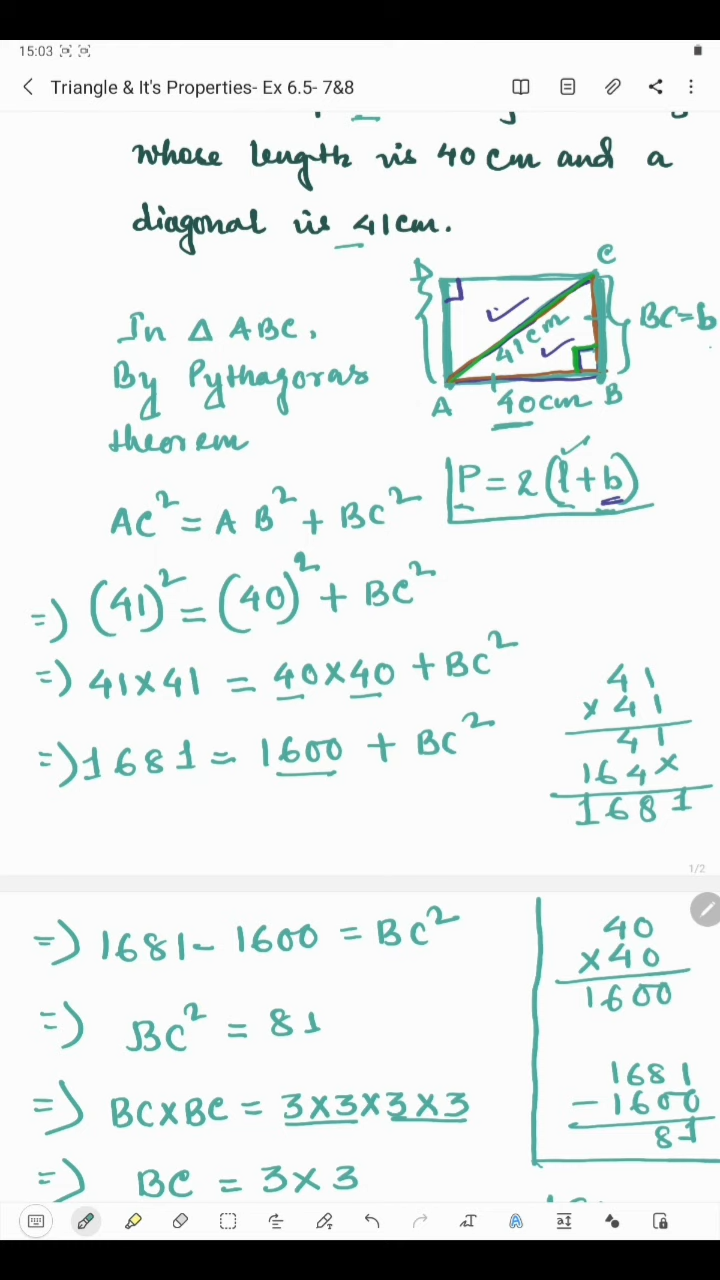 15:03
Triangle & It's Properties- Ex 6.5- 7&8
whose length is 40 cm and a
diagonal is 41cm.
D
C
In △ ABC,
41cm
BC=b
By Pythagoras
A
40cm
B
theorem
P = 2 (l+b)
AC² = AB² + BC²
=) (41)² = (40)² + BC²
=) 41×41 = 40×40 + BC²
=) 1681 = 1600 + BC²
41
× 41
41
164×
1681
1/2
=) 1681 - 1600 = BC²
=) BC² = 81
=) BC×BC = 3×3×3×3
=) BC = 3×3
40
×40
1600
1681
- 1600
81